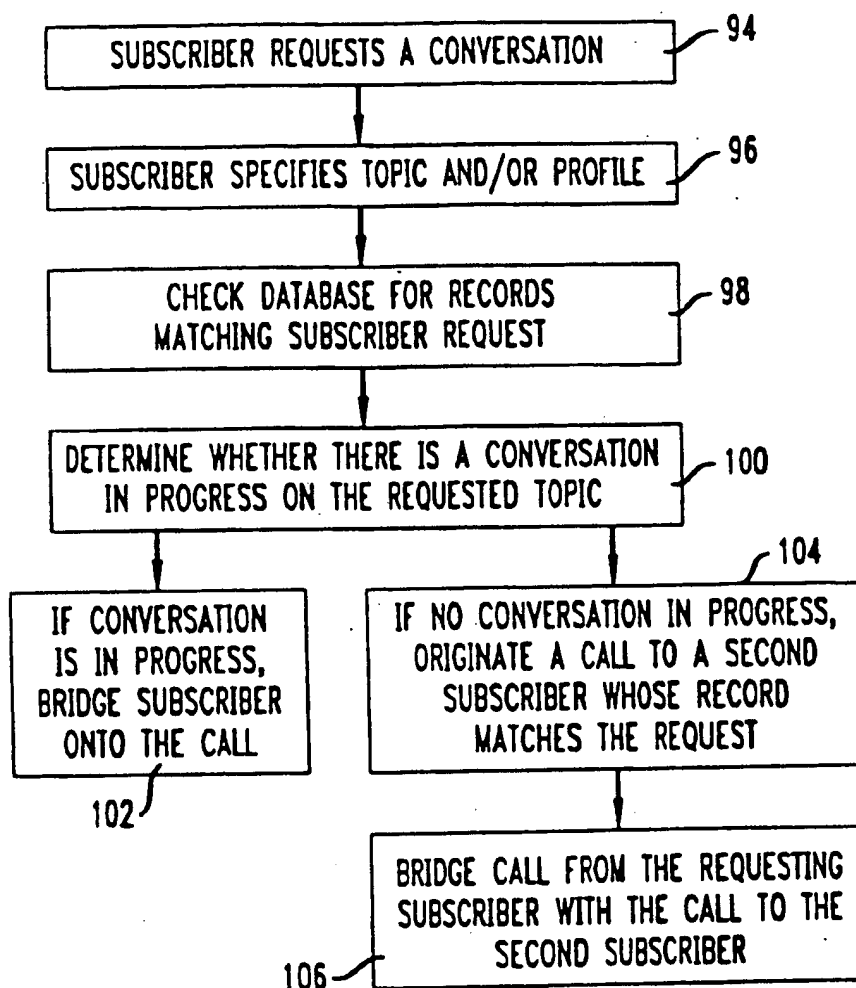 SUBSCRIBER REQUESTS A CONVERSATION
94
SUBSCRIBER SPECIFIES TOPIC AND/OR PROFILE
96
CHECK DATABASE FOR RECORDS
MATCHING SUBSCRIBER REQUEST
98
DETERMINE WHETHER THERE IS A CONVERSATION
IN PROGRESS ON THE REQUESTED TOPIC
100
IF CONVERSATION
IS IN PROGRESS,
BRIDGE SUBSCRIBER
ONTO THE CALL
102
104
IF NO CONVERSATION IN PROGRESS,
ORIGINATE A CALL TO A SECOND
SUBSCRIBER WHOSE RECORD
MATCHES THE REQUEST
BRIDGE CALL FROM THE REQUESTING
SUBSCRIBER WITH THE CALL TO THE
SECOND SUBSCRIBER
106